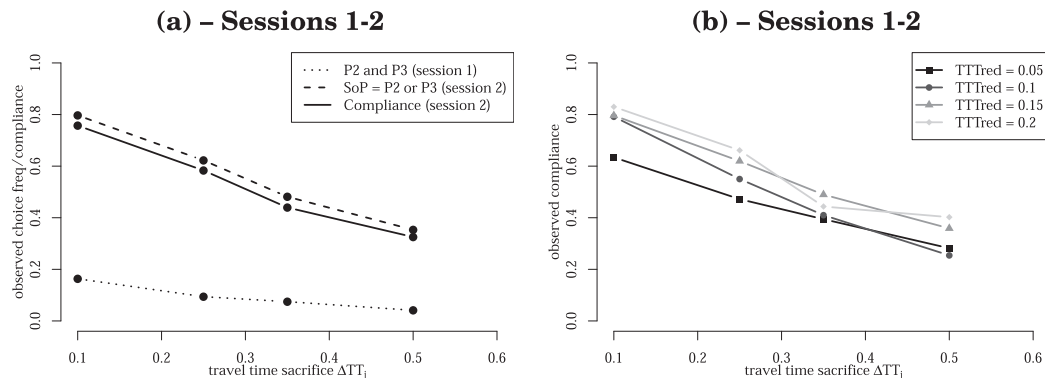 (a) – Sessions 1-2
P2 and P3 (session 1)
SoP = P2 or P3 (session 2)
Compliance (session 2)
observed choice freq/compliance
0.0 0.2 0.4 0.6 0.8 1.0
0.1 0.2 0.3 0.4 0.5 0.6
travel time sacrifice ΔTTi
(b) – Sessions 1-2
TTTred = 0.05
TTTred = 0.1
TTTred = 0.15
TTTred = 0.2
observed compliance
0.0 0.2 0.4 0.6 0.8 1.0
0.1 0.2 0.3 0.4 0.5 0.6
travel time sacrifice ΔTTi